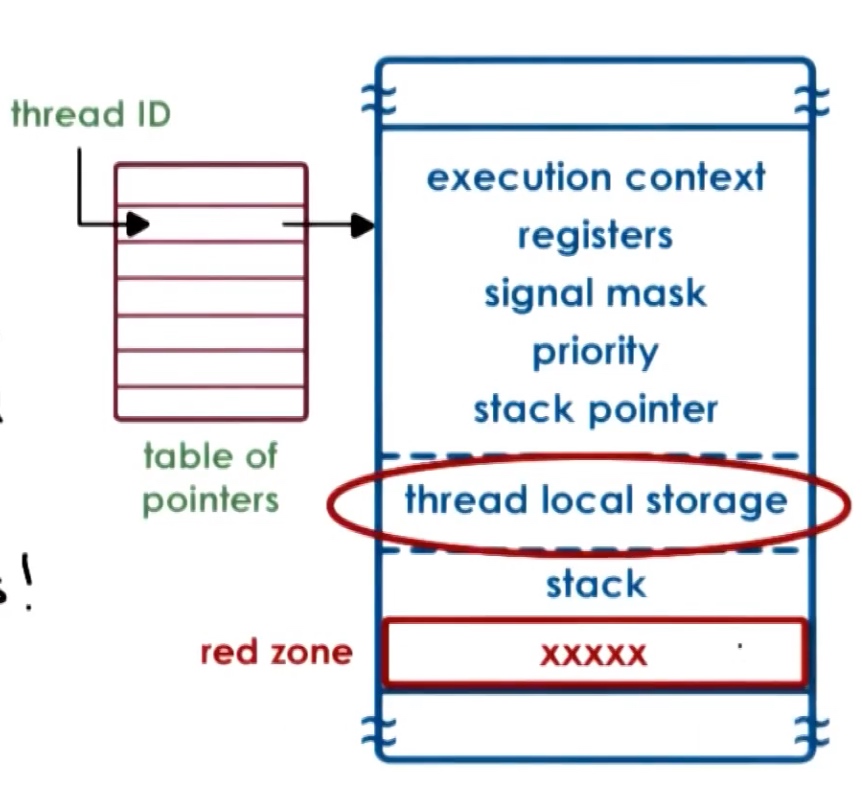 thread ID
execution context
registers
signal mask
priority
stack pointer
table of
pointers
thread local storage
stack
red zone
xxxxx